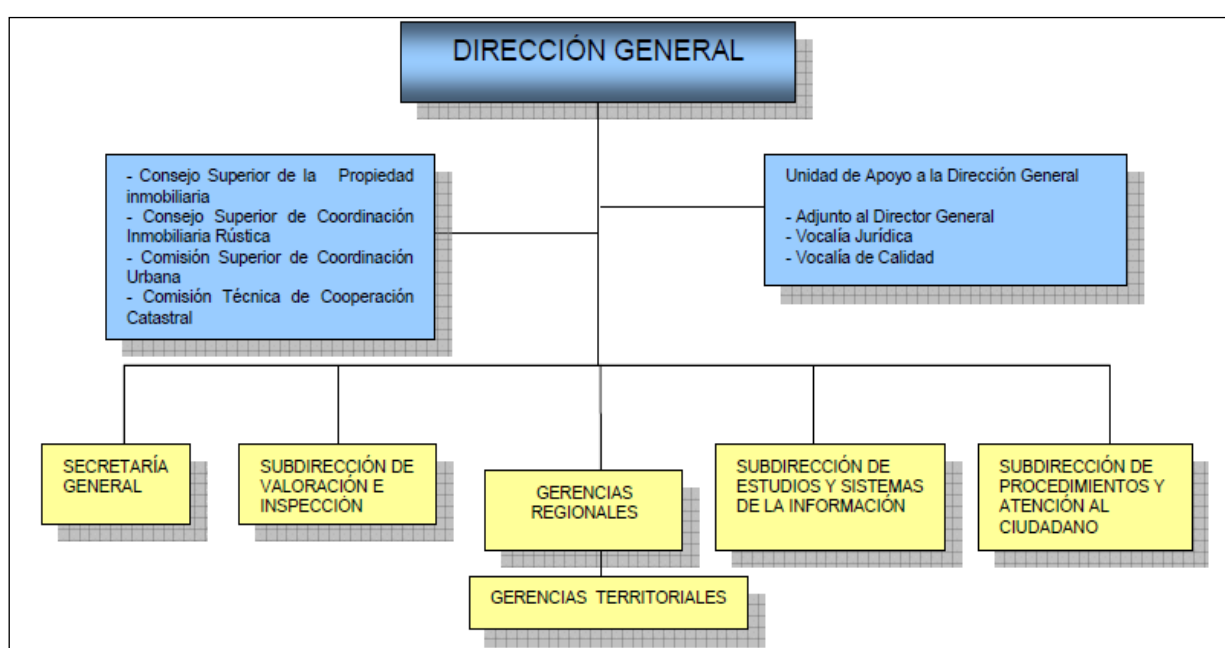 DIRECCIÓN GENERAL
- Consejo Superior de la Propiedad
inmobiliaria
- Consejo Superior de Coordinación
Inmobiliaria Rústica
- Comisión Superior de Coordinación
Urbana
- Comisión Técnica de Cooperación
Catastral
Unidad de Apoyo a la Dirección General
- Adjunto al Director General
- Vocalía Jurídica
- Vocalía de Calidad
SECRETARÍA
GENERAL
SUBDIRECCIÓN DE
VALORACIÓN E
INSPECCIÓN
GERENCIAS
REGIONALES
SUBDIRECCIÓN DE
ESTUDIOS Y SISTEMAS
DE LA INFORMACIÓN
SUBDIRECCIÓN DE
PROCEDIMIENTOS Y
ATENCIÓN AL
CIUDADANO
GERENCIAS TERRITORIALES